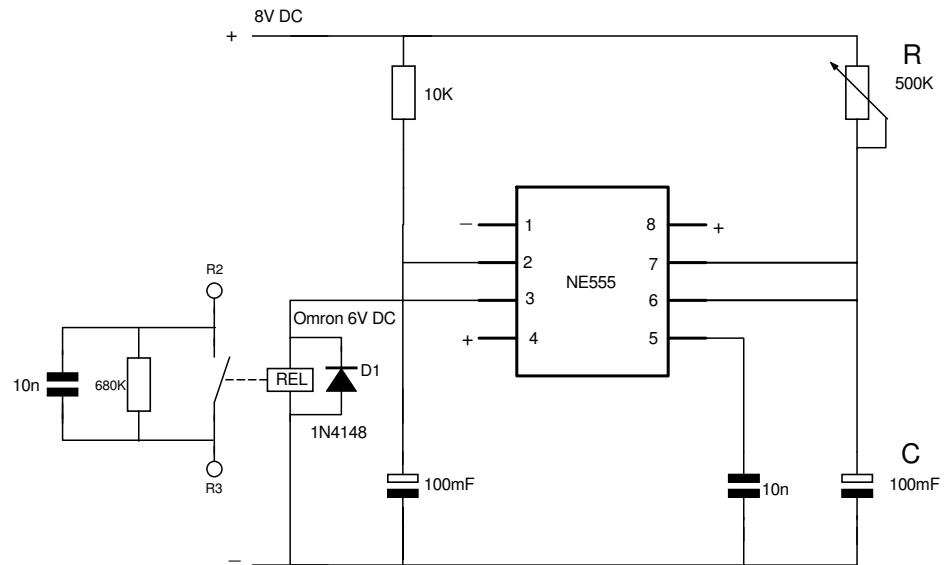 8V DC
+
R
500K
10K
1
8
+
2
7
NE555
3
6
+
4
5
R2
Omron 6V DC
10n
680K
REL
D1
1N4148
R3
C
100mF
10n
100mF
−
−